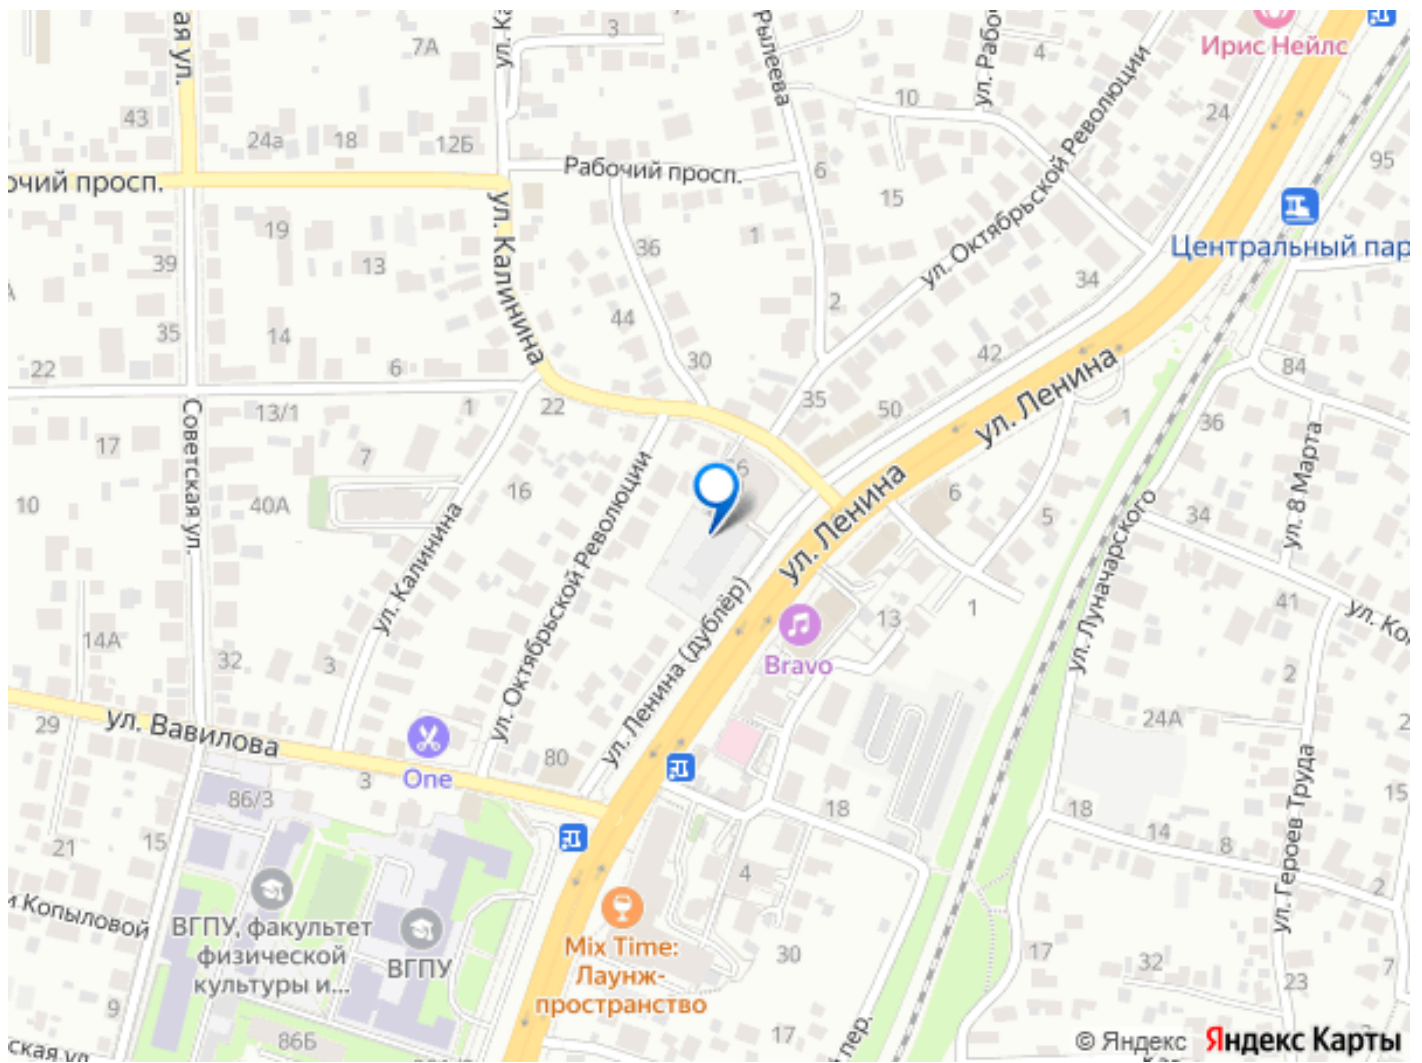 Ирис Нейлс
ая ул.
7А
ул. К
3
Рылеева
4
ул. Рабо
10
ул. Октябрьской Революции
24
43
24а
18
12Б
Рабочий просп.
6
15
95
очий просп.
ул. Калинина
19
36
1
Центральный пар
39
13
34
2
35
14
44
22
6
30
42
84
ул. Ленина
13/1
1
22
35
50
1
36
Советская ул.
17
7
ул. 8 Марта
10
40А
16
ул. Октябрьской Революции
ул. Ленина
6
5
34
ул. Луначарского
ул. Калинина
ул. Ленина (дублёр)
13
1
41
ул. Ко
14А
32
3
Bravo
2
29
ул. Вавилова
24А
2
One
80
3
86/3
18
18
14
8
15
ул. Героев Труда
21
15
4
2
и Копыловой
ВГПУ, факультет
физической
культуры и...
ВГПУ
Mix Time:
Лаунж-
пространство
30
17
32
7
23
9
86Б
17
й пер.
ская ул.
© Яндекс Яндекс Карты